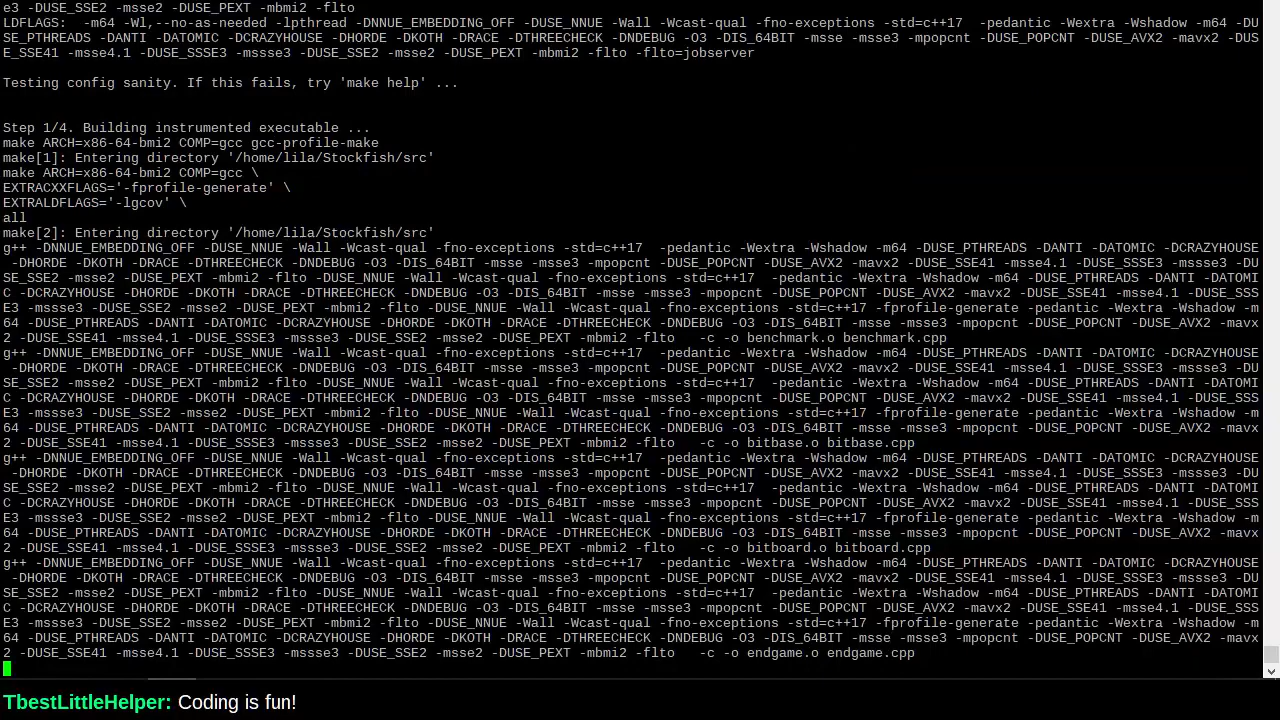 e3 -DUSE_SSE2 -msse2 -DUSE_PEXT -mbmi2 -flto
LDFLAGS:  -m64 -Wl,--no-as-needed -lpthread -DNNUE_EMBEDDING_OFF -DUSE_NNUE -Wall -Wcast-qual -fno-exceptions -std=c++17  -pedantic -Wextra -Wshadow -m64 -DU
SE_PTHREADS -DANTI -DATOMIC -DCRAZYHOUSE -DHORDE -DKOTH -DRACE -DTHREECHECK -DNDEBUG -O3 -DIS_64BIT -msse -msse3 -mpopcnt -DUSE_POPCNT -DUSE_AVX2 -mavx2 -DUS
E_SSE41 -msse4.1 -DUSE_SSSE3 -mssse3 -DUSE_SSE2 -msse2 -DUSE_PEXT -mbmi2 -flto -flto=jobserver
Testing config sanity. If this fails, try 'make help' ...
Step 1/4. Building instrumented executable ...
make ARCH=x86-64-bmi2 COMP=gcc gcc-profile-make
make[1]: Entering directory '/home/lila/Stockfish/src'
make ARCH=x86-64-bmi2 COMP=gcc \
EXTRACXXFLAGS='-fprofile-generate' \
EXTRALDFLAGS='-lgcov' \
all
make[2]: Entering directory '/home/lila/Stockfish/src'
g++ -DNNUE_EMBEDDING_OFF -DUSE_NNUE -Wall -Wcast-qual -fno-exceptions -std=c++17  -pedantic -Wextra -Wshadow -m64 -DUSE_PTHREADS -DANTI -DATOMIC -DCRAZYHOUSE
 -DHORDE -DKOTH -DRACE -DTHREECHECK -DNDEBUG -O3 -DIS_64BIT -msse -msse3 -mpopcnt -DUSE_POPCNT -DUSE_AVX2 -mavx2 -DUSE_SSE41 -msse4.1 -DUSE_SSSE3 -mssse3 -DU
SE_SSE2 -msse2 -DUSE_PEXT -mbmi2 -flto -DUSE_NNUE -Wall -Wcast-qual -fno-exceptions -std=c++17  -pedantic -Wextra -Wshadow -m64 -DUSE_PTHREADS -DANTI -DATOMI
C -DCRAZYHOUSE -DHORDE -DKOTH -DRACE -DTHREECHECK -DNDEBUG -O3 -DIS_64BIT -msse -msse3 -mpopcnt -DUSE_POPCNT -DUSE_AVX2 -mavx2 -DUSE_SSE41 -msse4.1 -DUSE_SSS
E3 -mssse3 -DUSE_SSE2 -msse2 -DUSE_PEXT -mbmi2 -flto -DUSE_NNUE -Wall -Wcast-qual -fno-exceptions -std=c++17 -fprofile-generate -pedantic -Wextra -Wshadow -m
64 -DUSE_PTHREADS -DANTI -DATOMIC -DCRAZYHOUSE -DHORDE -DKOTH -DRACE -DTHREECHECK -DNDEBUG -O3 -DIS_64BIT -msse -msse3 -mpopcnt -DUSE_POPCNT -DUSE_AVX2 -mavx
2 -DUSE_SSE41 -msse4.1 -DUSE_SSSE3 -mssse3 -DUSE_SSE2 -msse2 -DUSE_PEXT -mbmi2 -flto   -c -o benchmark.o benchmark.cpp
g++ -DNNUE_EMBEDDING_OFF -DUSE_NNUE -Wall -Wcast-qual -fno-exceptions -std=c++17  -pedantic -Wextra -Wshadow -m64 -DUSE_PTHREADS -DANTI -DATOMIC -DCRAZYHOUSE
 -DHORDE -DKOTH -DRACE -DTHREECHECK -DNDEBUG -O3 -DIS_64BIT -msse -msse3 -mpopcnt -DUSE_POPCNT -DUSE_AVX2 -mavx2 -DUSE_SSE41 -msse4.1 -DUSE_SSSE3 -mssse3 -DU
SE_SSE2 -msse2 -DUSE_PEXT -mbmi2 -flto -DUSE_NNUE -Wall -Wcast-qual -fno-exceptions -std=c++17  -pedantic -Wextra -Wshadow -m64 -DUSE_PTHREADS -DANTI -DATOMI
C -DCRAZYHOUSE -DHORDE -DKOTH -DRACE -DTHREECHECK -DNDEBUG -O3 -DIS_64BIT -msse -msse3 -mpopcnt -DUSE_POPCNT -DUSE_AVX2 -mavx2 -DUSE_SSE41 -msse4.1 -DUSE_SSS
E3 -mssse3 -DUSE_SSE2 -msse2 -DUSE_PEXT -mbmi2 -flto -DUSE_NNUE -Wall -Wcast-qual -fno-exceptions -std=c++17 -fprofile-generate -pedantic -Wextra -Wshadow -m
64 -DUSE_PTHREADS -DANTI -DATOMIC -DCRAZYHOUSE -DHORDE -DKOTH -DRACE -DTHREECHECK -DNDEBUG -O3 -DIS_64BIT -msse -msse3 -mpopcnt -DUSE_POPCNT -DUSE_AVX2 -mavx
2 -DUSE_SSE41 -msse4.1 -DUSE_SSSE3 -mssse3 -DUSE_SSE2 -msse2 -DUSE_PEXT -mbmi2 -flto   -c -o bitbase.o bitbase.cpp
g++ -DNNUE_EMBEDDING_OFF -DUSE_NNUE -Wall -Wcast-qual -fno-exceptions -std=c++17  -pedantic -Wextra -Wshadow -m64 -DUSE_PTHREADS -DANTI -DATOMIC -DCRAZYHOUSE
 -DHORDE -DKOTH -DRACE -DTHREECHECK -DNDEBUG -O3 -DIS_64BIT -msse -msse3 -mpopcnt -DUSE_POPCNT -DUSE_AVX2 -mavx2 -DUSE_SSE41 -msse4.1 -DUSE_SSSE3 -mssse3 -DU
SE_SSE2 -msse2 -DUSE_PEXT -mbmi2 -flto -DUSE_NNUE -Wall -Wcast-qual -fno-exceptions -std=c++17  -pedantic -Wextra -Wshadow -m64 -DUSE_PTHREADS -DANTI -DATOMI
C -DCRAZYHOUSE -DHORDE -DKOTH -DRACE -DTHREECHECK -DNDEBUG -O3 -DIS_64BIT -msse -msse3 -mpopcnt -DUSE_POPCNT -DUSE_AVX2 -mavx2 -DUSE_SSE41 -msse4.1 -DUSE_SSS
E3 -mssse3 -DUSE_SSE2 -msse2 -DUSE_PEXT -mbmi2 -flto -DUSE_NNUE -Wall -Wcast-qual -fno-exceptions -std=c++17 -fprofile-generate -pedantic -Wextra -Wshadow -m
64 -DUSE_PTHREADS -DANTI -DATOMIC -DCRAZYHOUSE -DHORDE -DKOTH -DRACE -DTHREECHECK -DNDEBUG -O3 -DIS_64BIT -msse -msse3 -mpopcnt -DUSE_POPCNT -DUSE_AVX2 -mavx
2 -DUSE_SSE41 -msse4.1 -DUSE_SSSE3 -mssse3 -DUSE_SSE2 -msse2 -DUSE_PEXT -mbmi2 -flto   -c -o bitboard.o bitboard.cpp
g++ -DNNUE_EMBEDDING_OFF -DUSE_NNUE -Wall -Wcast-qual -fno-exceptions -std=c++17  -pedantic -Wextra -Wshadow -m64 -DUSE_PTHREADS -DANTI -DATOMIC -DCRAZYHOUSE
 -DHORDE -DKOTH -DRACE -DTHREECHECK -DNDEBUG -O3 -DIS_64BIT -msse -msse3 -mpopcnt -DUSE_POPCNT -DUSE_AVX2 -mavx2 -DUSE_SSE41 -msse4.1 -DUSE_SSSE3 -mssse3 -DU
SE_SSE2 -msse2 -DUSE_PEXT -mbmi2 -flto -DUSE_NNUE -Wall -Wcast-qual -fno-exceptions -std=c++17  -pedantic -Wextra -Wshadow -m64 -DUSE_PTHREADS -DANTI -DATOMI
C -DCRAZYHOUSE -DHORDE -DKOTH -DRACE -DTHREECHECK -DNDEBUG -O3 -DIS_64BIT -msse -msse3 -mpopcnt -DUSE_POPCNT -DUSE_AVX2 -mavx2 -DUSE_SSE41 -msse4.1 -DUSE_SSS
E3 -mssse3 -DUSE_SSE2 -msse2 -DUSE_PEXT -mbmi2 -flto -DUSE_NNUE -Wall -Wcast-qual -fno-exceptions -std=c++17 -fprofile-generate -pedantic -Wextra -Wshadow -m
64 -DUSE_PTHREADS -DANTI -DATOMIC -DCRAZYHOUSE -DHORDE -DKOTH -DRACE -DTHREECHECK -DNDEBUG -O3 -DIS_64BIT -msse -msse3 -mpopcnt -DUSE_POPCNT -DUSE_AVX2 -mavx
2 -DUSE_SSE41 -msse4.1 -DUSE_SSSE3 -mssse3 -DUSE_SSE2 -msse2 -DUSE_PEXT -mbmi2 -flto   -c -o endgame.o endgame.cpp
TbestLittleHelper: Coding is fun!